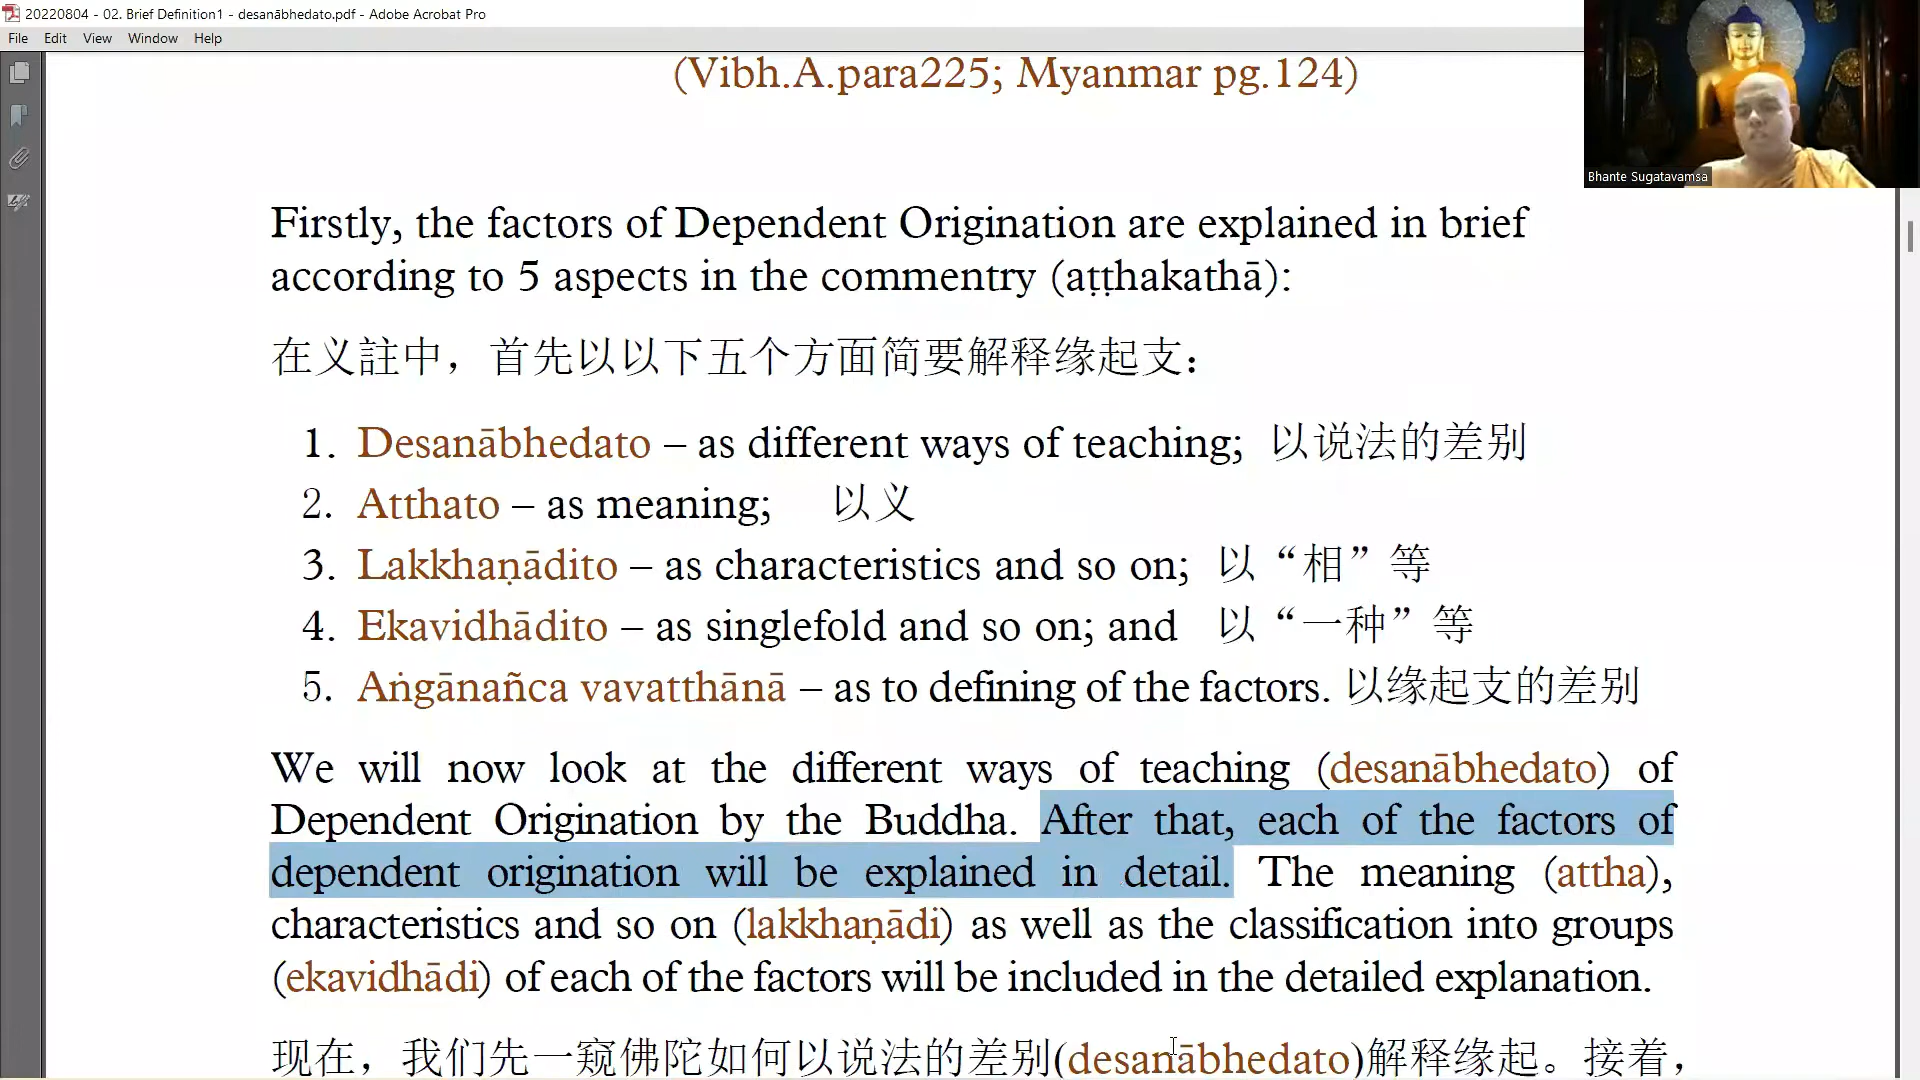 20220804 - 02. Brief Definition1 - desanābhedato.pdf - Adobe Acrobat Pro
File Edit View Window Help
(Vibh.A.para225; Myanmar pg.124)
Bhante Sugatavamsa
Firstly, the factors of Dependent Origination are explained in brief
according to 5 aspects in the commentry (aṭṭhakathā):
在义註中，首先以以下五个方面简要解释缘起支：
1. Desanābhedato – as different ways of teaching; 以说法的差别
2. Atthato – as meaning; 以义
3. Lakkhaṇādito – as characteristics and so on; 以“相”等
4. Ekavidhādito – as singlefold and so on; and 以“一种”等
5. Aṅgānañca vavatthānā – as to defining of the factors. 以缘起支的差别
We will now look at the different ways of teaching (desanābhedato) of
Dependent Origination by the Buddha. After that, each of the factors of
dependent origination will be explained in detail. The meaning (attha),
characteristics and so on (lakkhaṇādi) as well as the classification into groups
(ekavidhādi) of each of the factors will be included in the detailed explanation.
现在，我们先一窥佛陀如何以说法的差别(desanābhedato)解释缘起。接着，